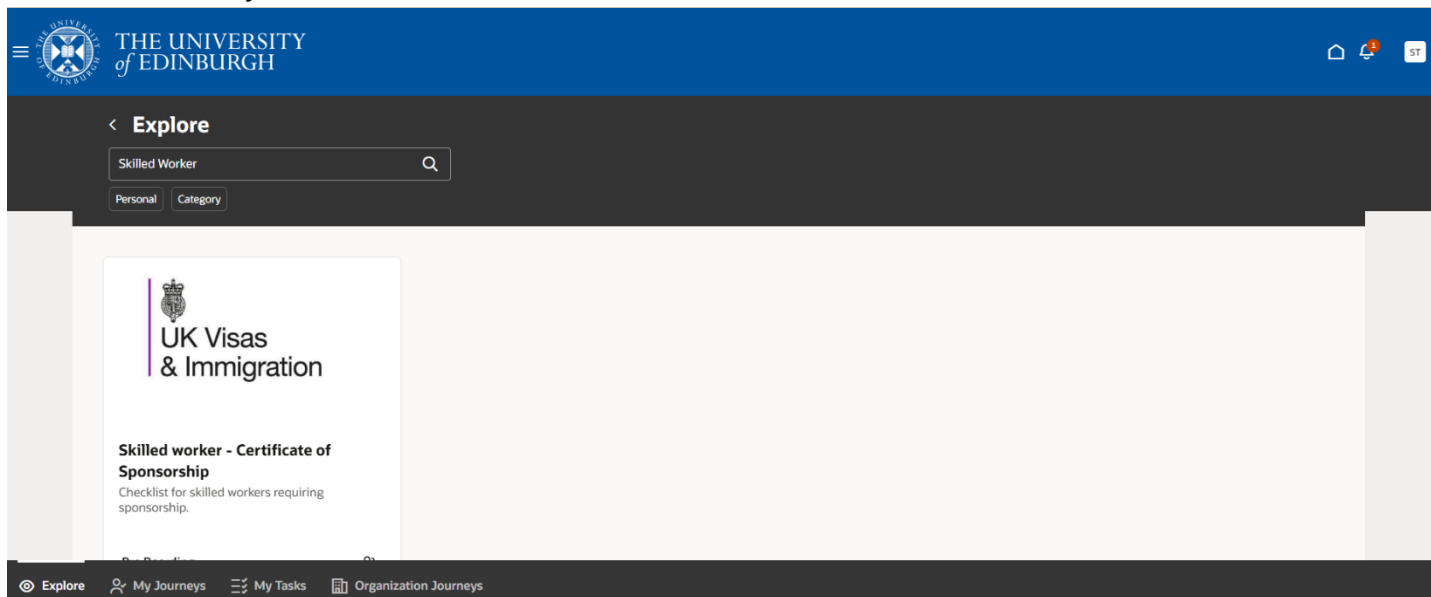 THE UNIVERSITY
of EDINBURGH
1
ST
Explore
Skilled Worker
Personal
Category
UK Visas
& Immigration
Skilled worker - Certificate of
Sponsorship
Checklist for skilled workers requiring
sponsorship.
Explore
My Journeys
My Tasks
Organization Journeys